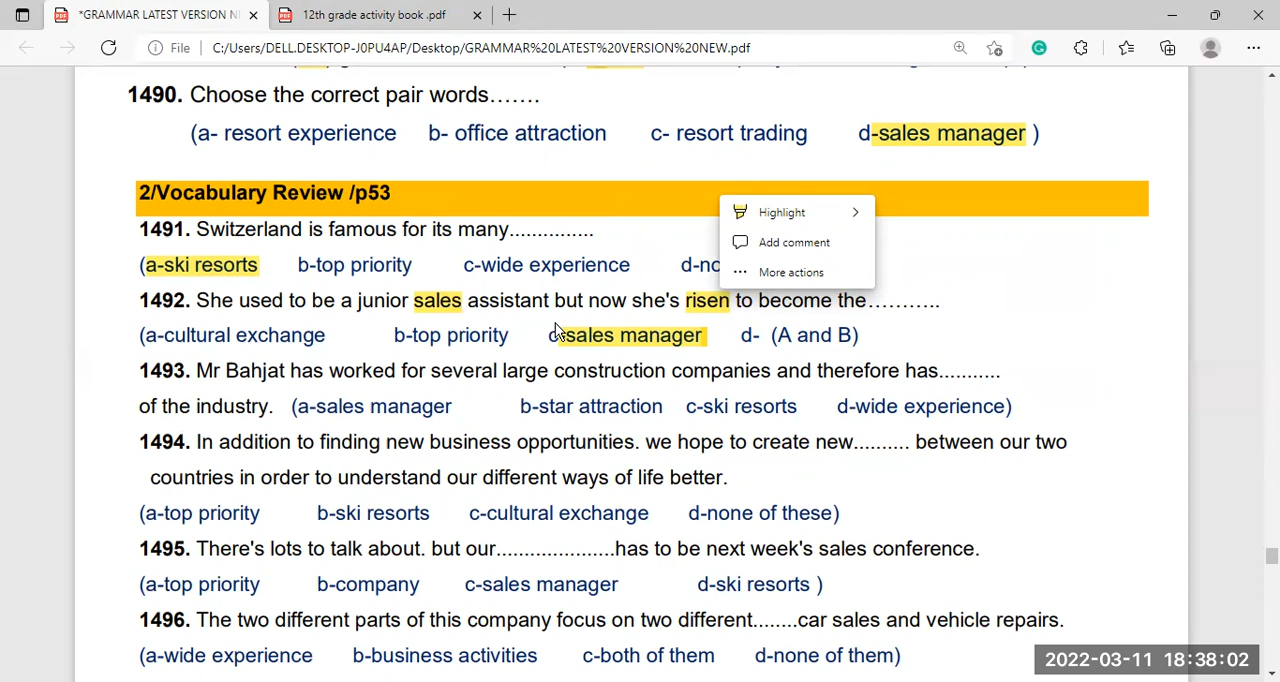 *GRAMMAR LATEST VERSION N
12th grade activity book .pdf
File
C:/Users/DELL.DESKTOP-J0PU4AP/Desktop/GRAMMAR%20LATEST%20VERSION%20NEW.pdf
1490. Choose the correct pair words…….
(a- resort experience b- office attraction c- resort trading d-sales manager )
2/Vocabulary Review /p53
Highlight
Add comment
More actions
1491. Switzerland is famous for its many...............
(a-ski resorts b-top priority c-wide experience
1492. She used to be a junior sales assistant but now she's risen to become the………..
(a-cultural exchange b-top priority c-sales manager d- (A and B)
1493. Mr Bahjat has worked for several large construction companies and therefore has...........
of the industry. (a-sales manager b-star attraction c-ski resorts d-wide experience)
1494. In addition to finding new business opportunities. we hope to create new.......... between our two
countries in order to understand our different ways of life better.
(a-top priority b-ski resorts c-cultural exchange d-none of these)
1495. There's lots to talk about. but our.....................has to be next week's sales conference.
(a-top priority b-company c-sales manager d-ski resorts )
1496. The two different parts of this company focus on two different........car sales and vehicle repairs.
(a-wide experience b-business activities c-both of them d-none of them)
2022-03-11 18:38:02